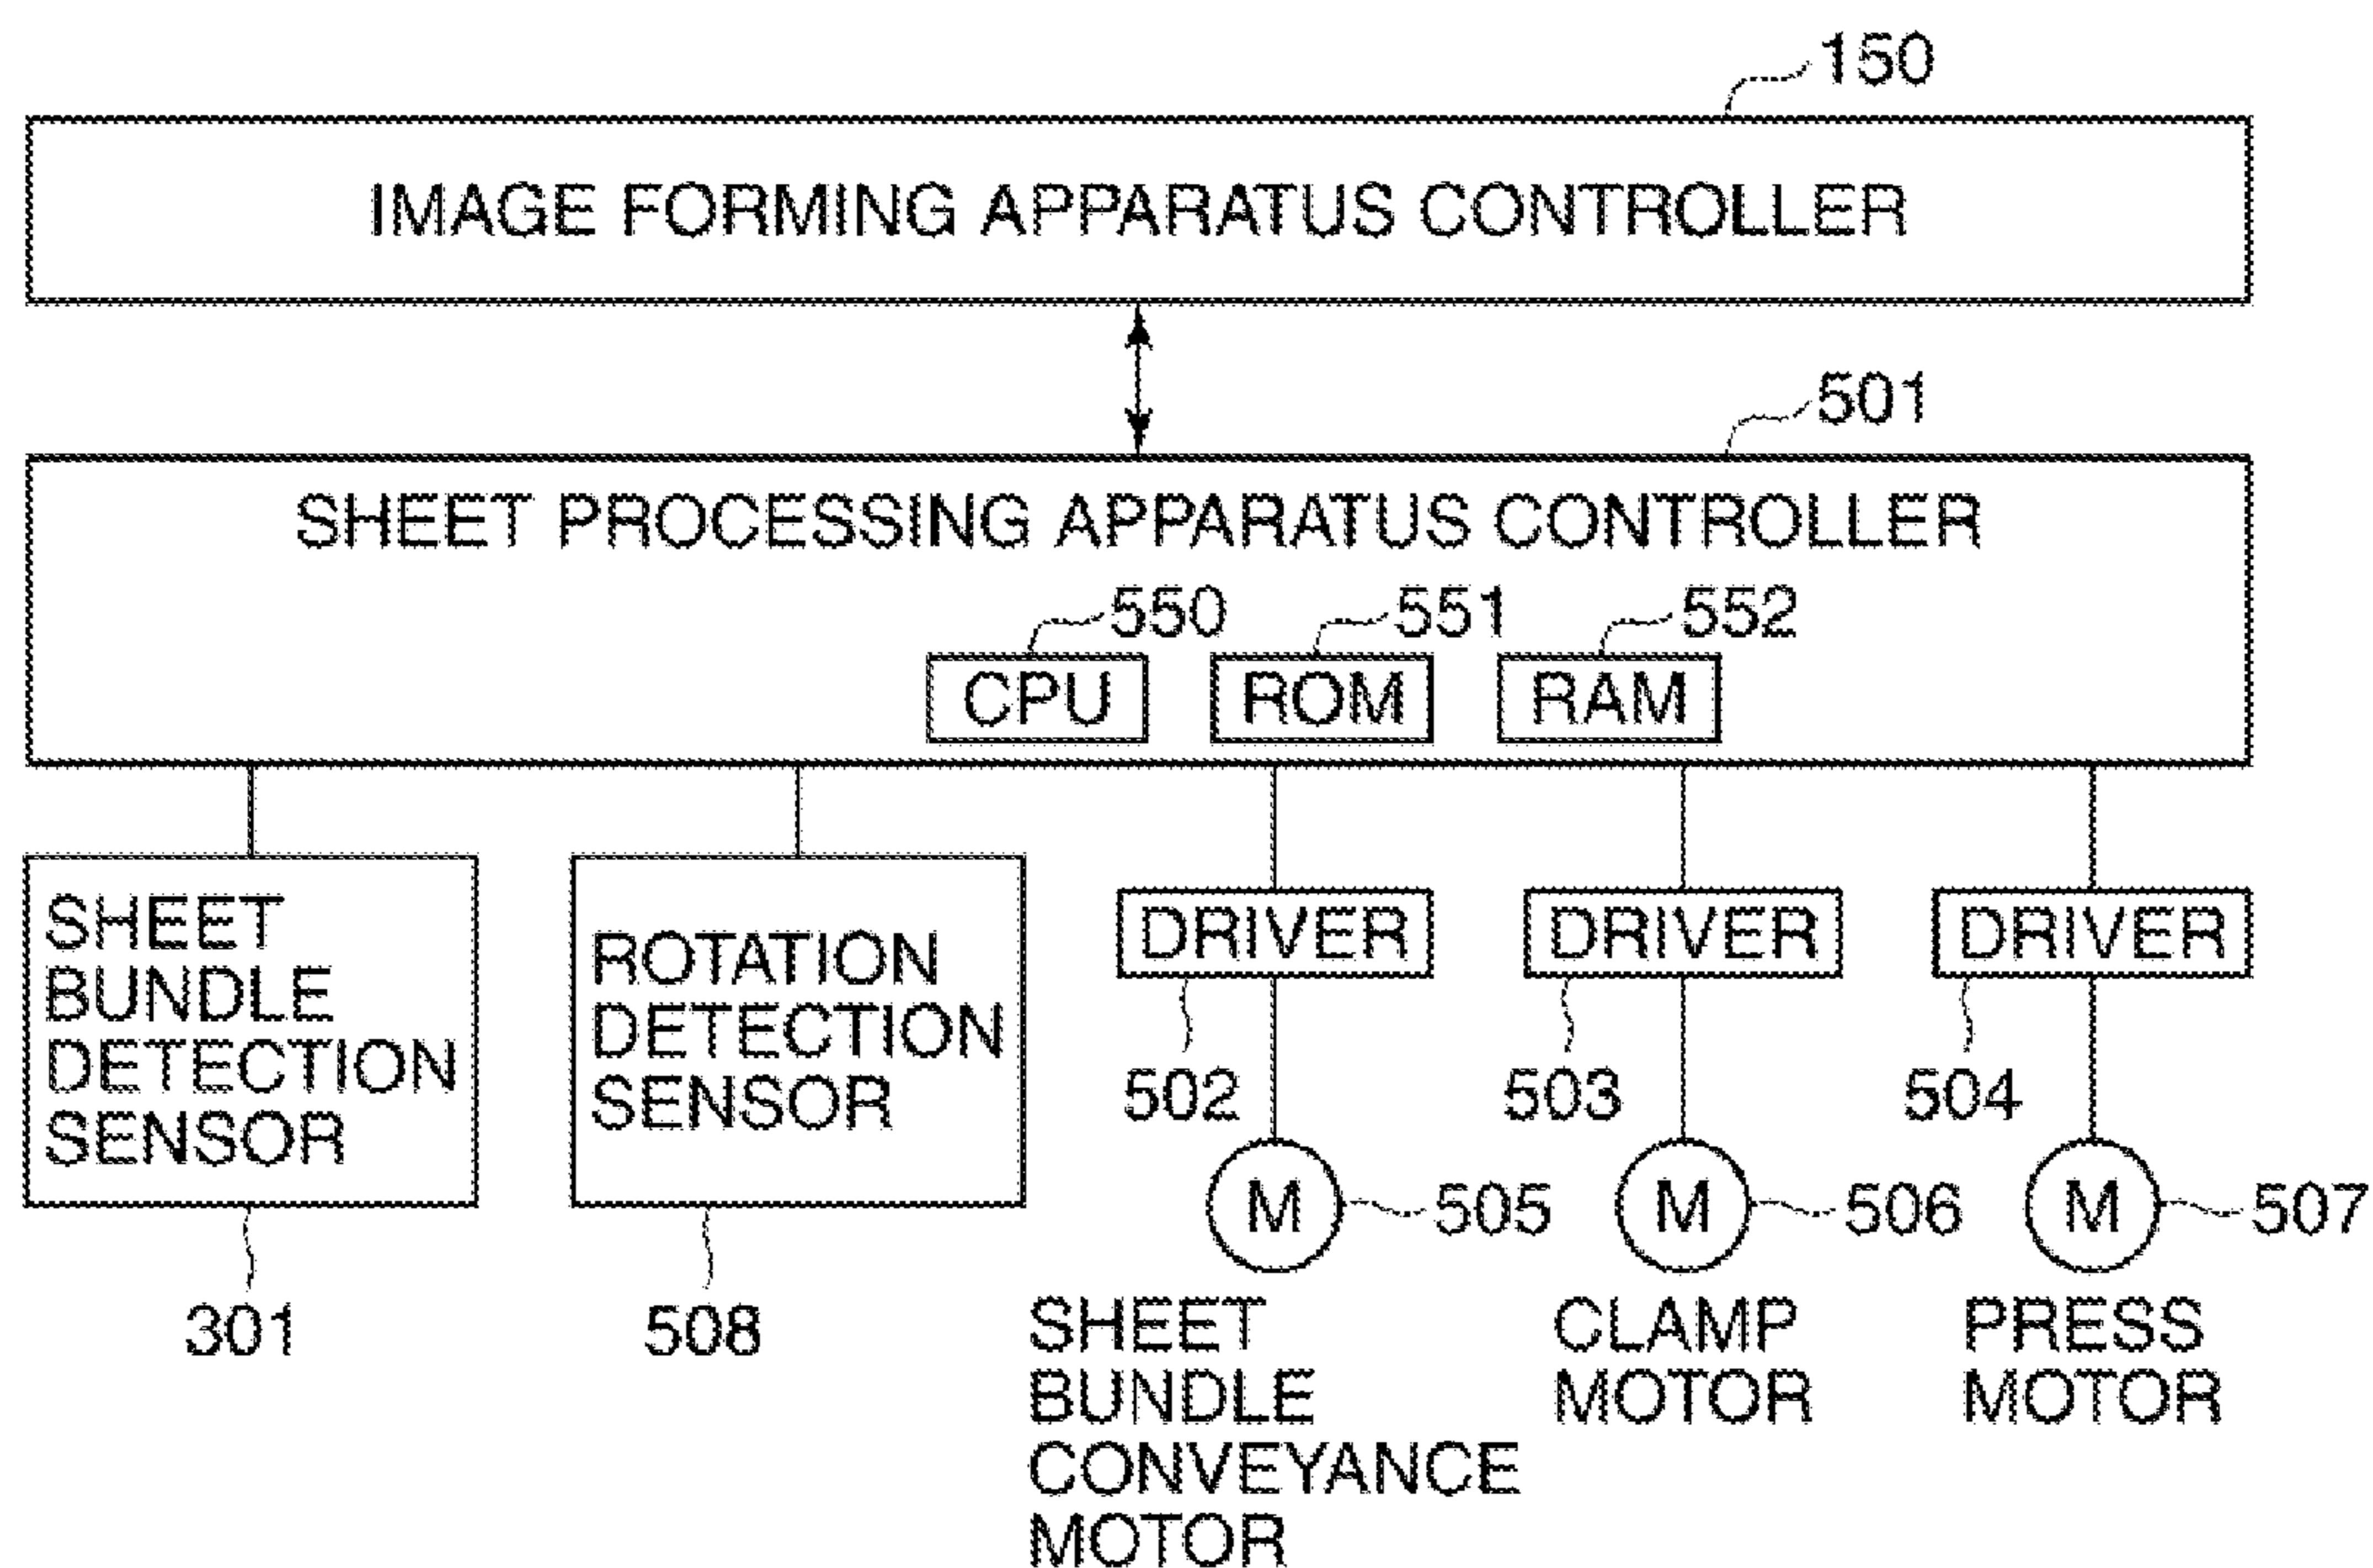 150
IMAGE FORMING APPARATUS CONTROLLER
501
SHEET PROCESSING APPARATUS CONTROLLER
550 551 552
CPU ROM RAM
SHEET
BUNDLE
DETECTION
SENSOR
301
ROTATION
DETECTION
SENSOR
508
DRIVER DRIVER DRIVER
502 503 504
M 505 M 506 M 507
SHEET
BUNDLE
CONVEYANCE
MOTOR
CLAMP
MOTOR
PRESS
MOTOR